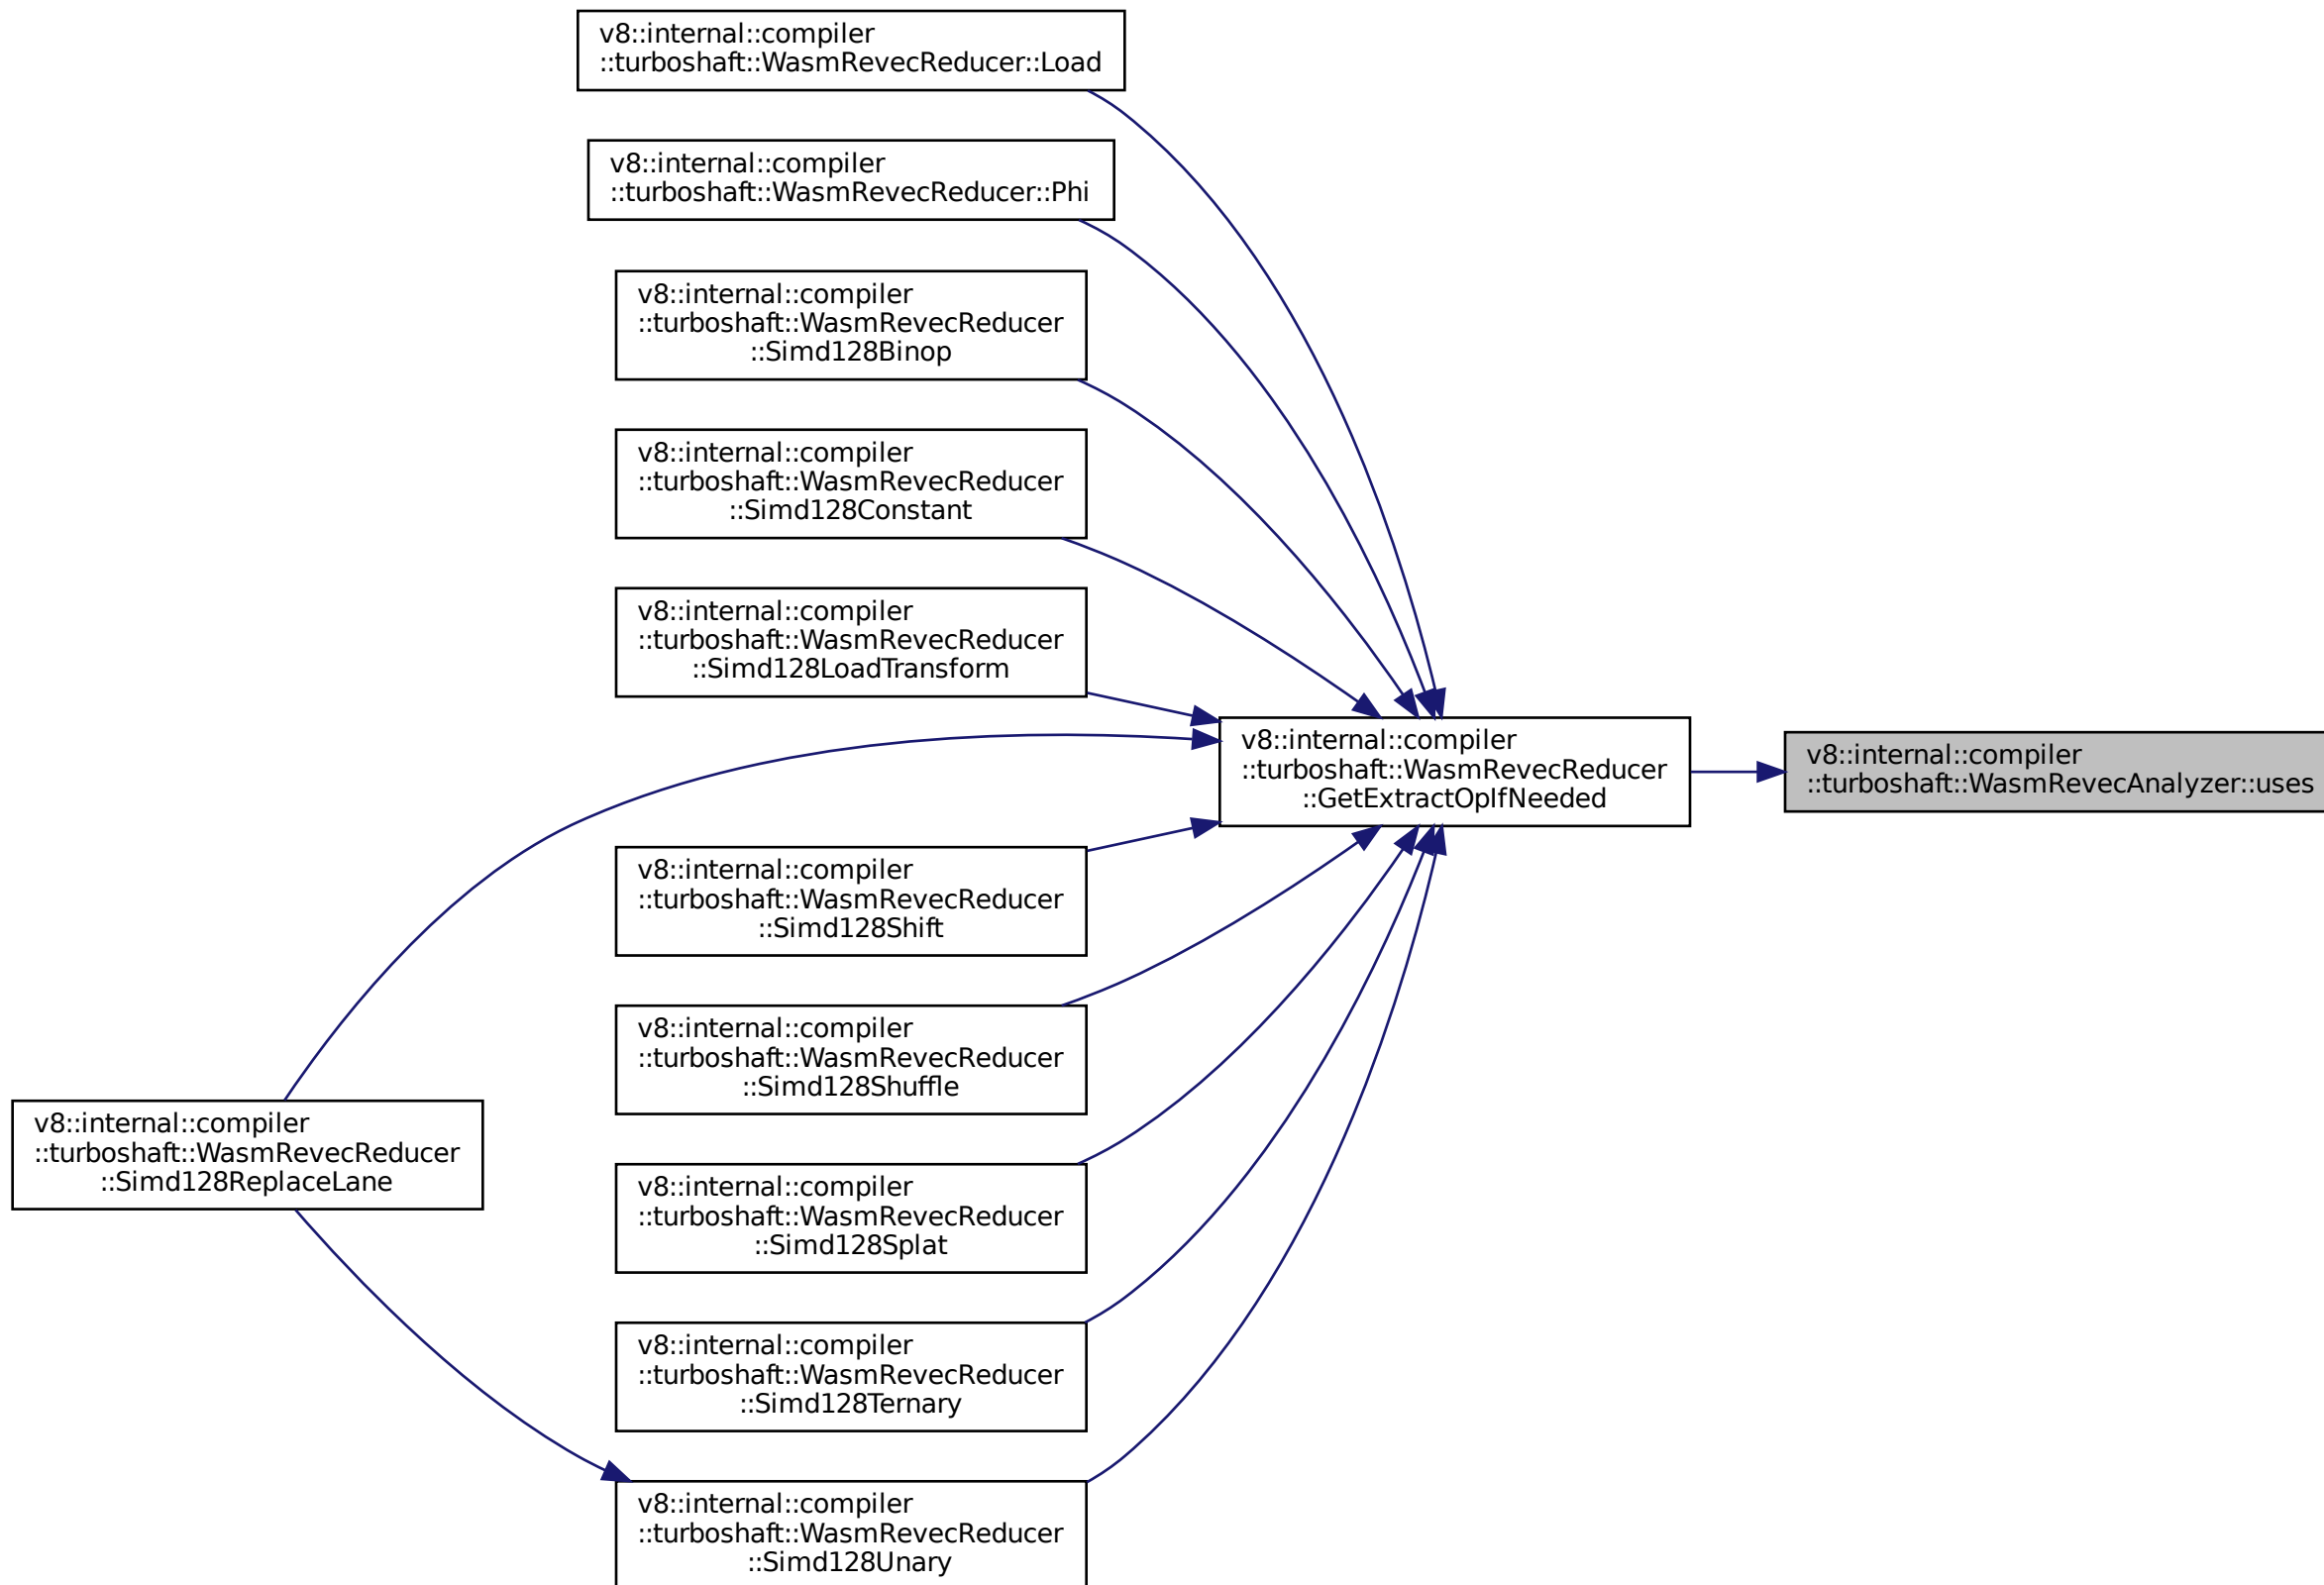 v8::internal::compiler
::turboshaft::WasmRevecReducer::Load
v8::internal::compiler
::turboshaft::WasmRevecReducer::Phi
v8::internal::compiler
::turboshaft::WasmRevecReducer
::Simd128Binop
v8::internal::compiler
::turboshaft::WasmRevecReducer
::Simd128Constant
v8::internal::compiler
::turboshaft::WasmRevecReducer
::Simd128LoadTransform
v8::internal::compiler
::turboshaft::WasmRevecReducer
::GetExtractOpIfNeeded
v8::internal::compiler
::turboshaft::WasmRevecAnalyzer::uses
v8::internal::compiler
::turboshaft::WasmRevecReducer
::Simd128Shift
v8::internal::compiler
::turboshaft::WasmRevecReducer
::Simd128Shuffle
v8::internal::compiler
::turboshaft::WasmRevecReducer
::Simd128ReplaceLane
v8::internal::compiler
::turboshaft::WasmRevecReducer
::Simd128Splat
v8::internal::compiler
::turboshaft::WasmRevecReducer
::Simd128Ternary
v8::internal::compiler
::turboshaft::WasmRevecReducer
::Simd128Unary